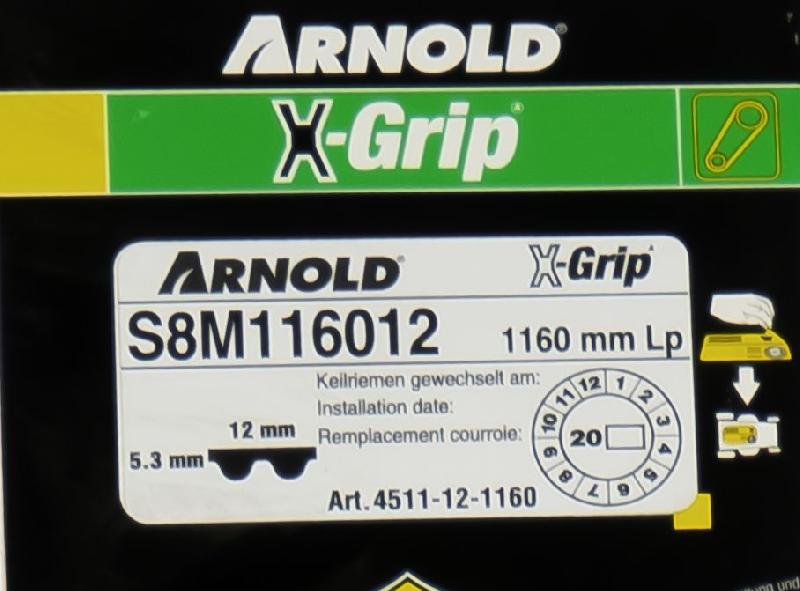 ARNOLD®
X-Grip®
ARNOLD®
X-Grip
S8M116012
1160 mm Lp
Keilriemen gewechselt am:
Installation date:
Remplacement courroie:
12 mm
5.3 mm
12 1 2 3 4 5 6 7 8 9 10 11
20
Art. 4511-12-1160
und